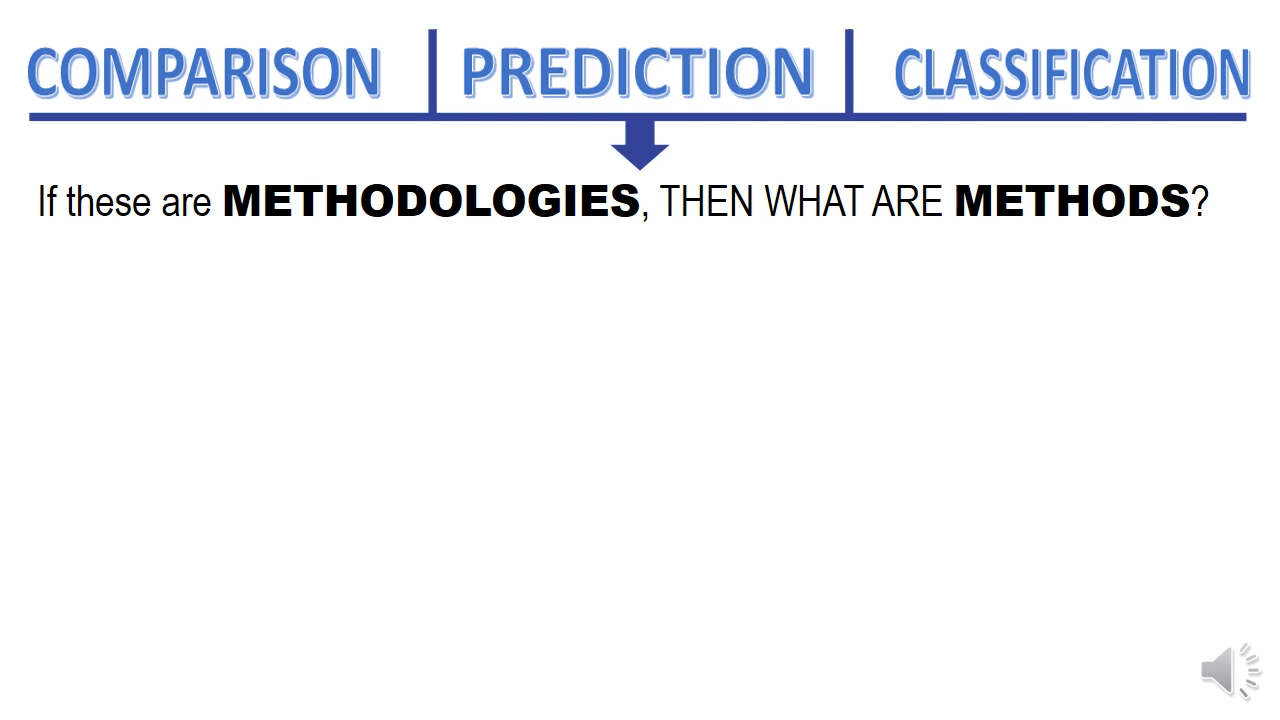 COMPARISON PREDICTION CLASSIFICATION
If these are METHODOLOGIES, THEN WHAT ARE METHODS?